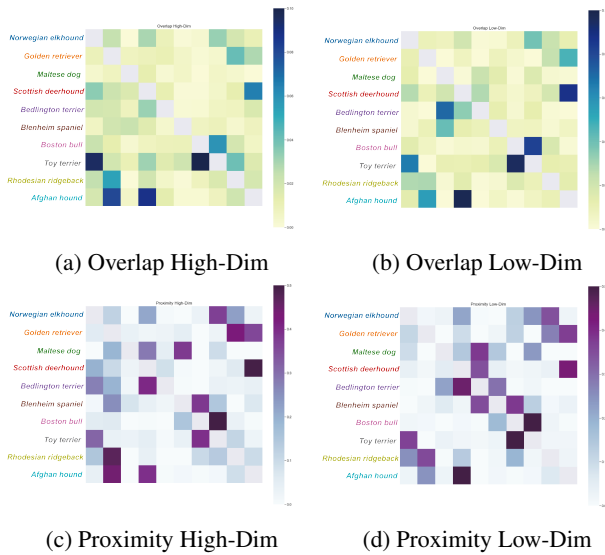 Overlap High-Dim
Norwegian elkhound
Golden retriever
Maltese dog
Scottish deerhound
Bedlington terrier
Blenheim spaniel
Boston bull
Toy terrier
Rhodesian ridgeback
Afghan hound
(a) Overlap High-Dim
Overlap Low-Dim
Norwegian elkhound
Golden retriever
Maltese dog
Scottish deerhound
Bedlington terrier
Blenheim spaniel
Boston bull
Toy terrier
Rhodesian ridgeback
Afghan hound
(b) Overlap Low-Dim
Proximity High-Dim
Norwegian elkhound
Golden retriever
Maltese dog
Scottish deerhound
Bedlington terrier
Blenheim spaniel
Boston bull
Toy terrier
Rhodesian ridgeback
Afghan hound
(c) Proximity High-Dim
Proximity Low-Dim
Norwegian elkhound
Golden retriever
Maltese dog
Scottish deerhound
Bedlington terrier
Blenheim spaniel
Boston bull
Toy terrier
Rhodesian ridgeback
Afghan hound
(d) Proximity Low-Dim